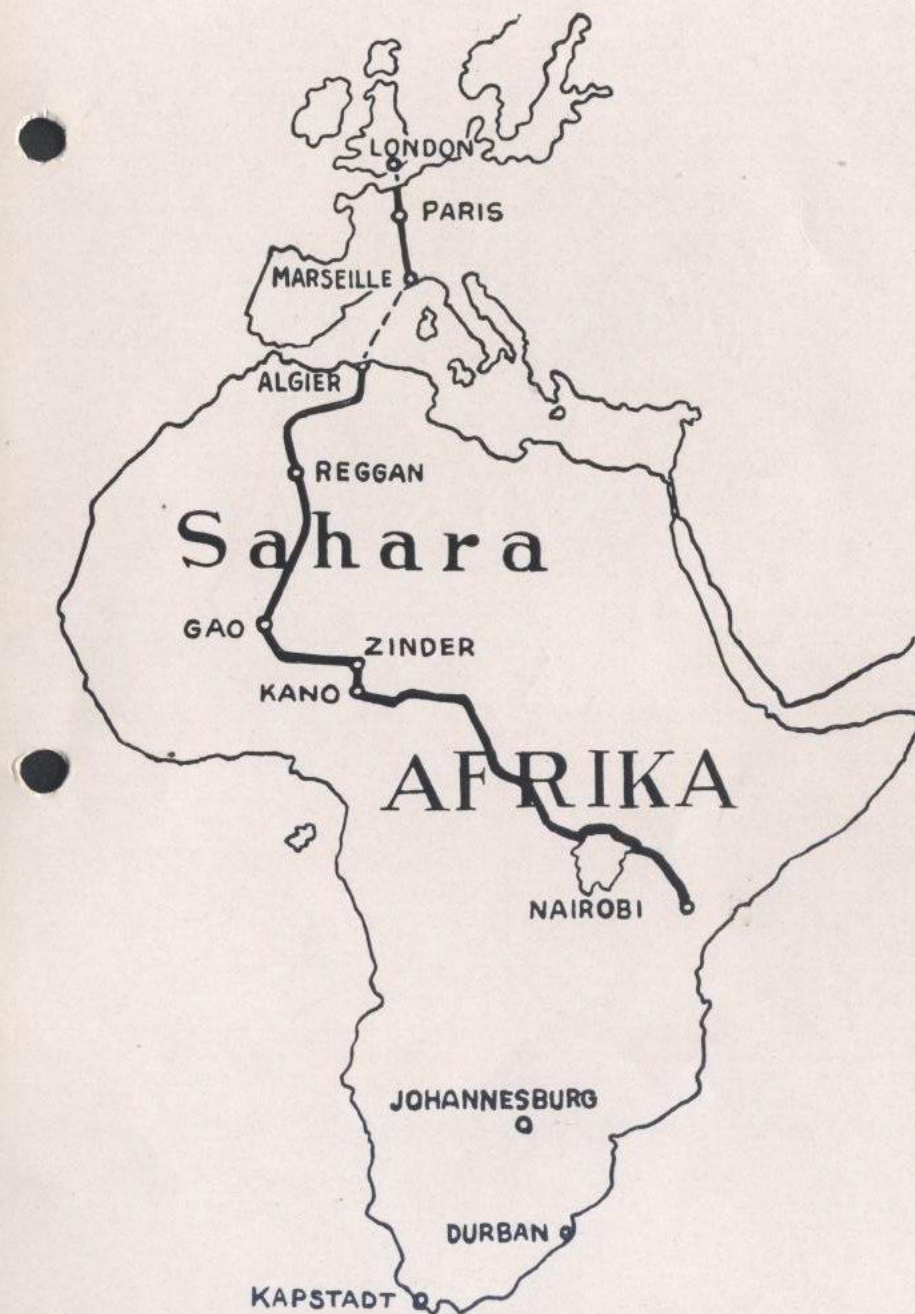 LONDON
PARIS
MARSEILLE
ALGIER
REGGAN
Sahara
GAO
ZINDER
KANO
AFRIKA
NAIROBI
JOHANNESBURG
DURBAN
KAPSTADT